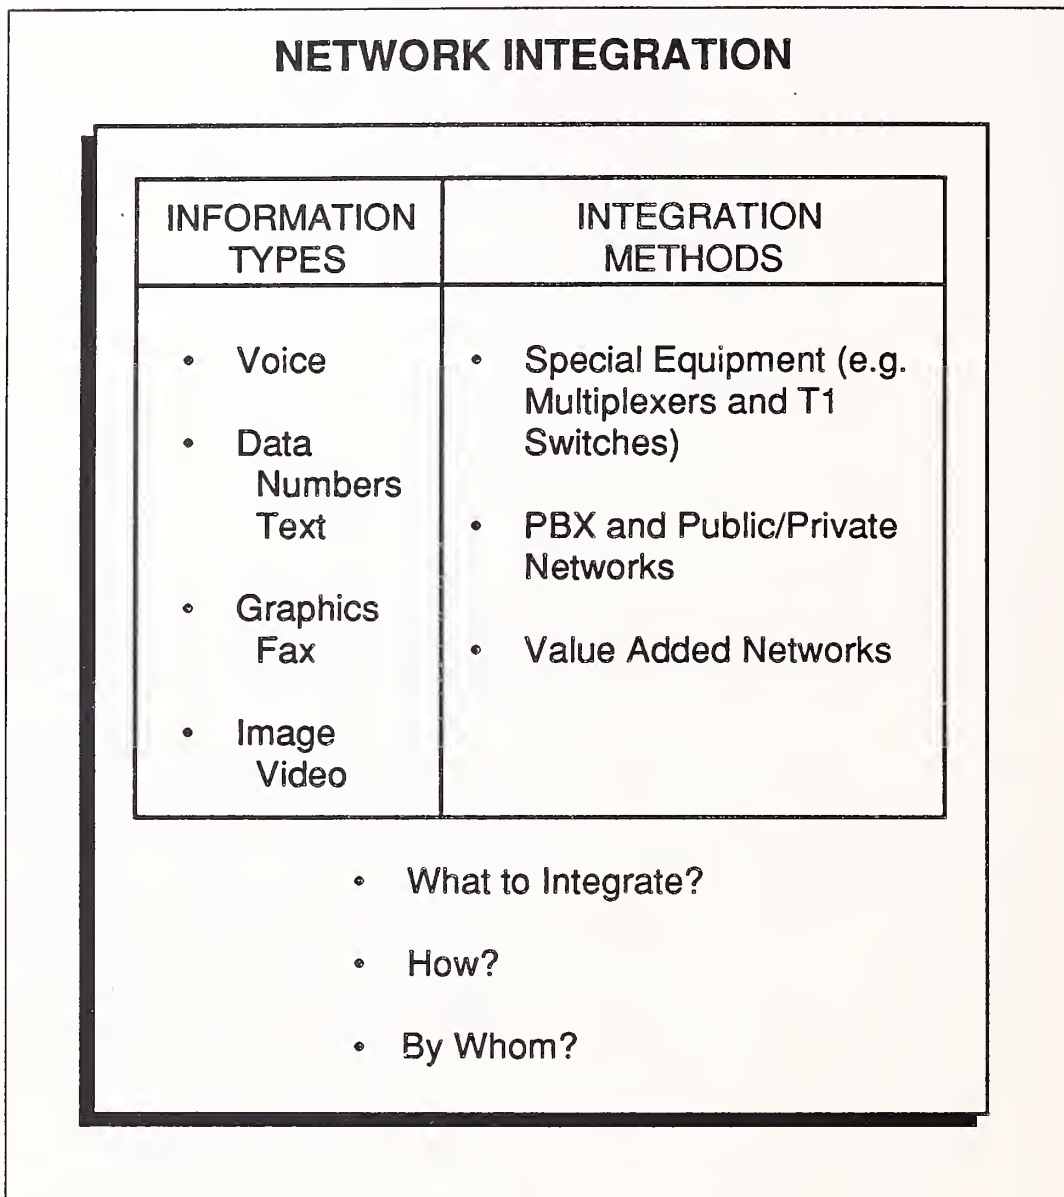 NETWORK INTEGRATION
INFORMATION
TYPES
INTEGRATION
METHODS
• Voice
• Data
Numbers
Text
• Graphics
Fax
• Image
Video
• Special Equipment (e.g.
Multiplexers and T1
Switches)
• PBX and Public/Private
Networks
• Value Added Networks
• What to Integrate?
• How?
• By Whom?